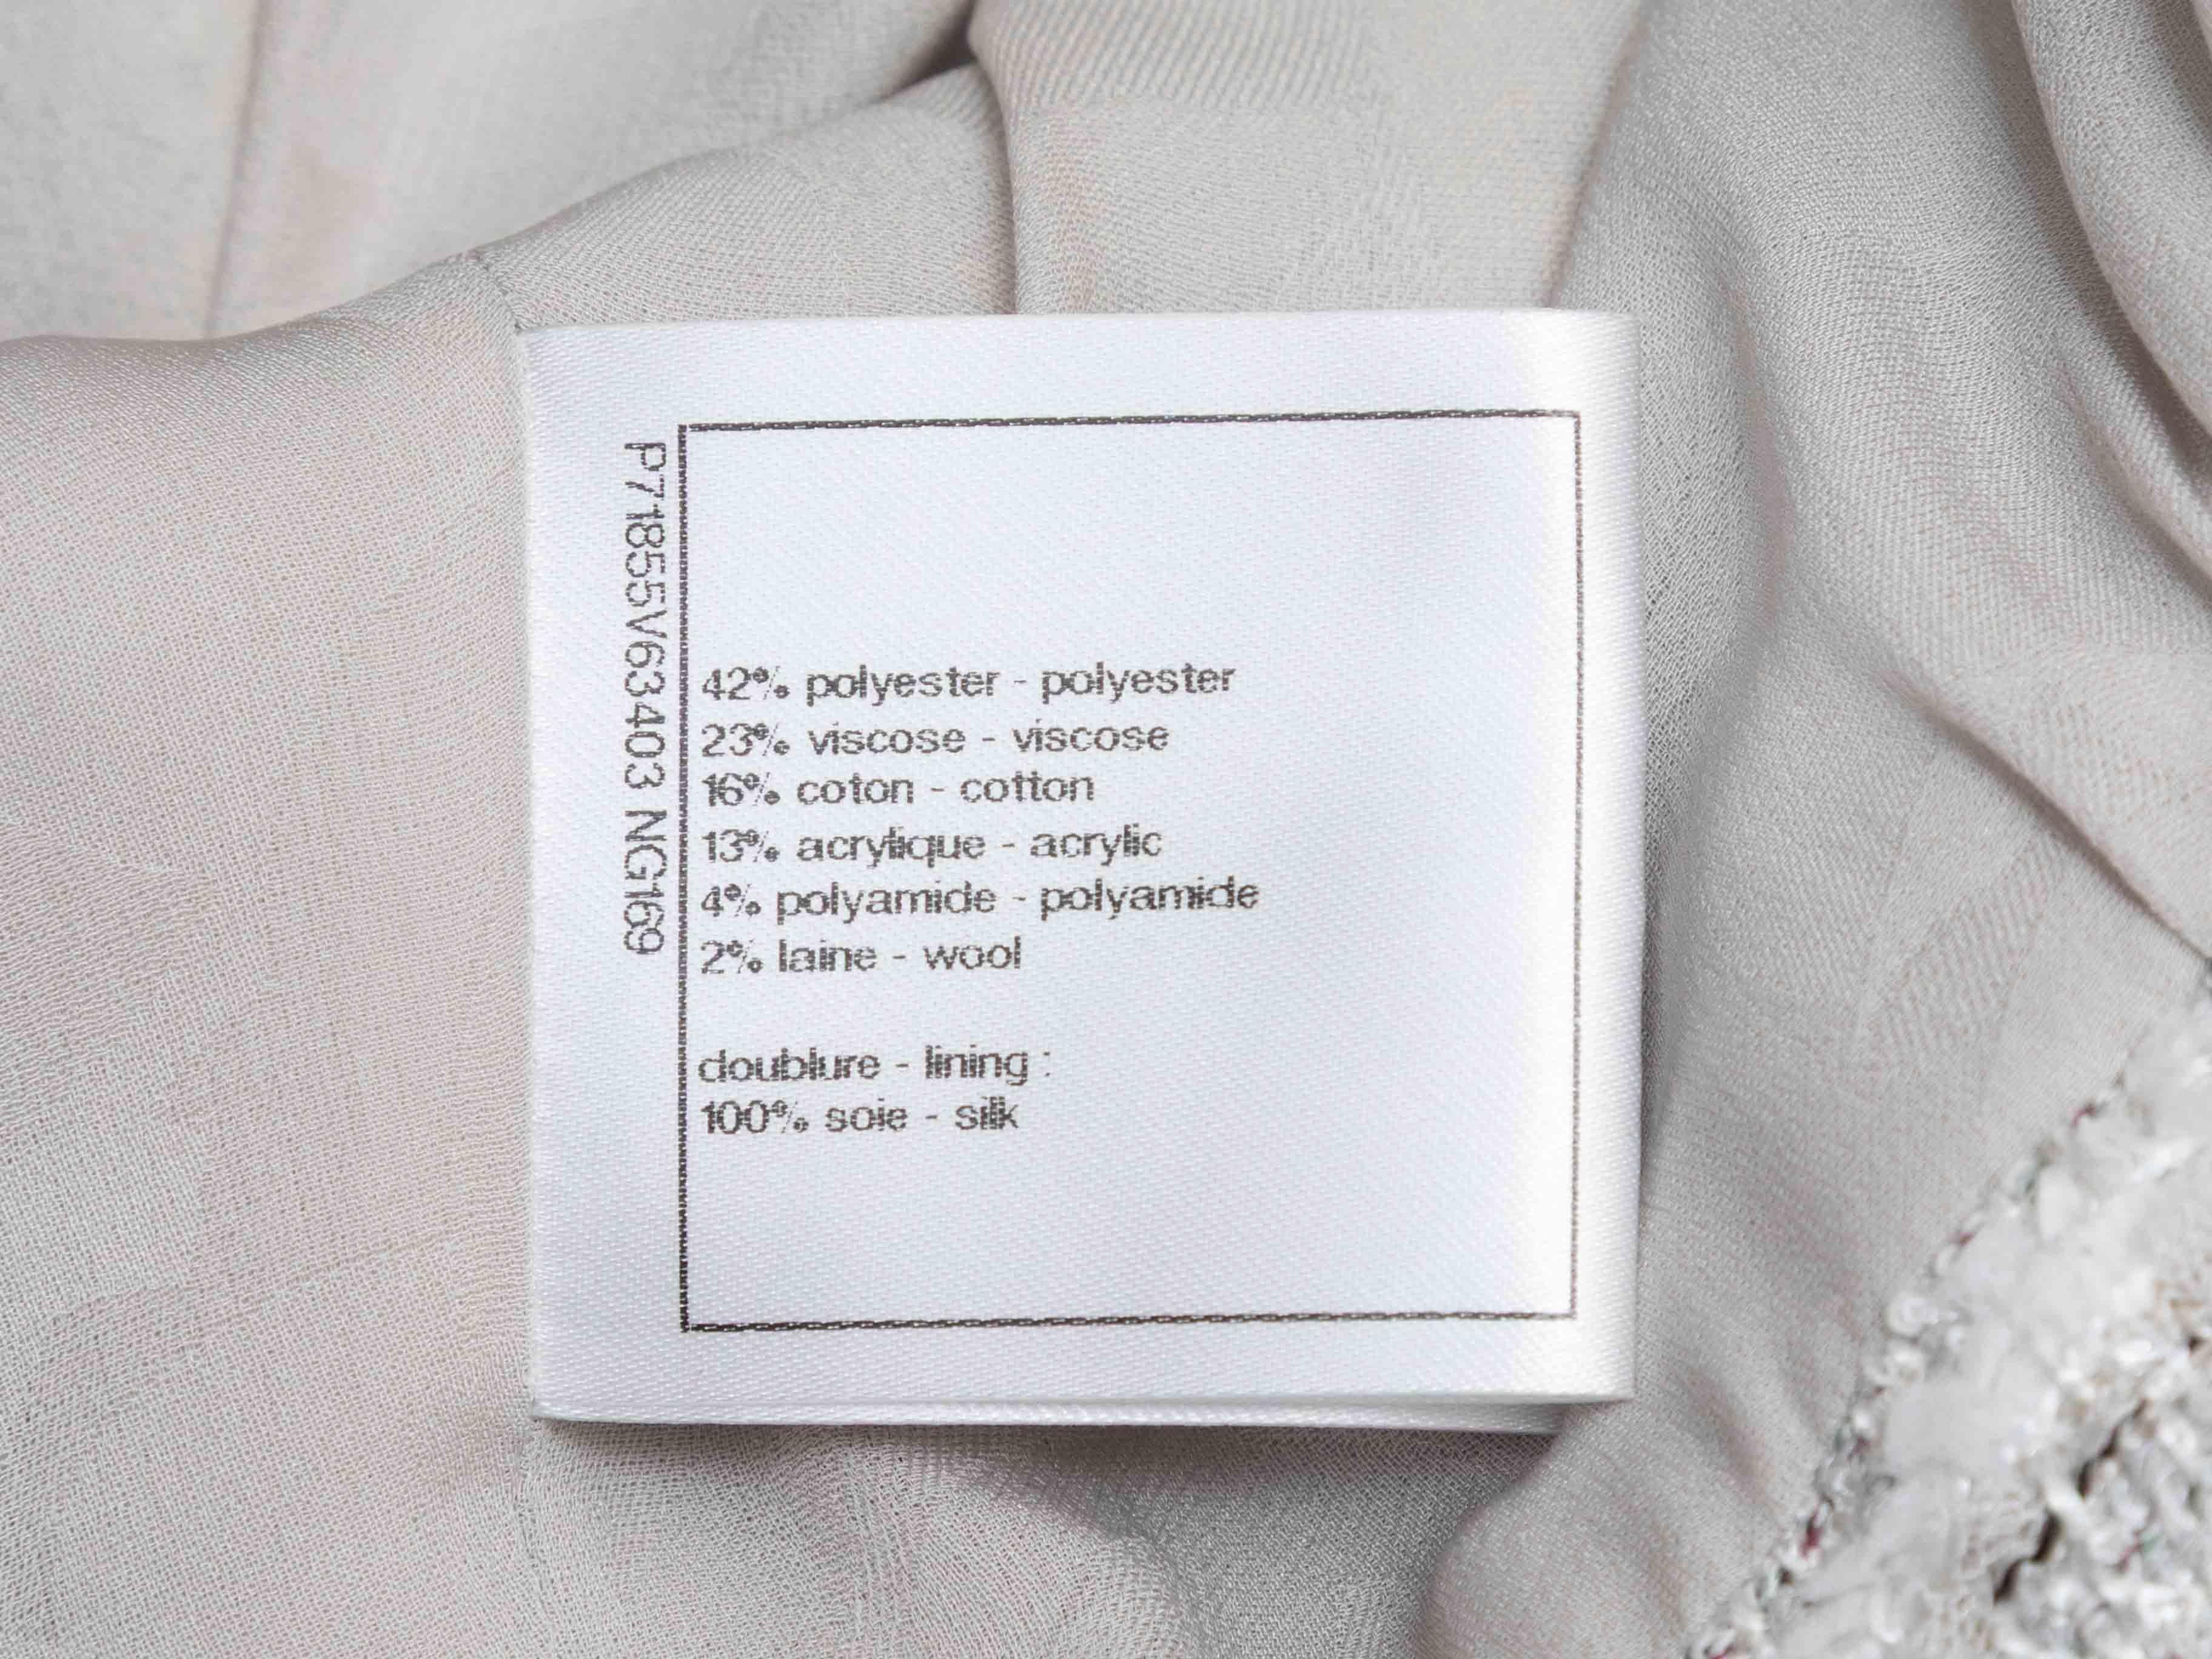 P71855V63403 NG169
42% polyester - polyester
23% viscose - viscose
16% coton - cotton
13% acrylique - acrylic
4% polyamide - polyamide
2% laine - wool
doublure - lining :
100% soie - silk